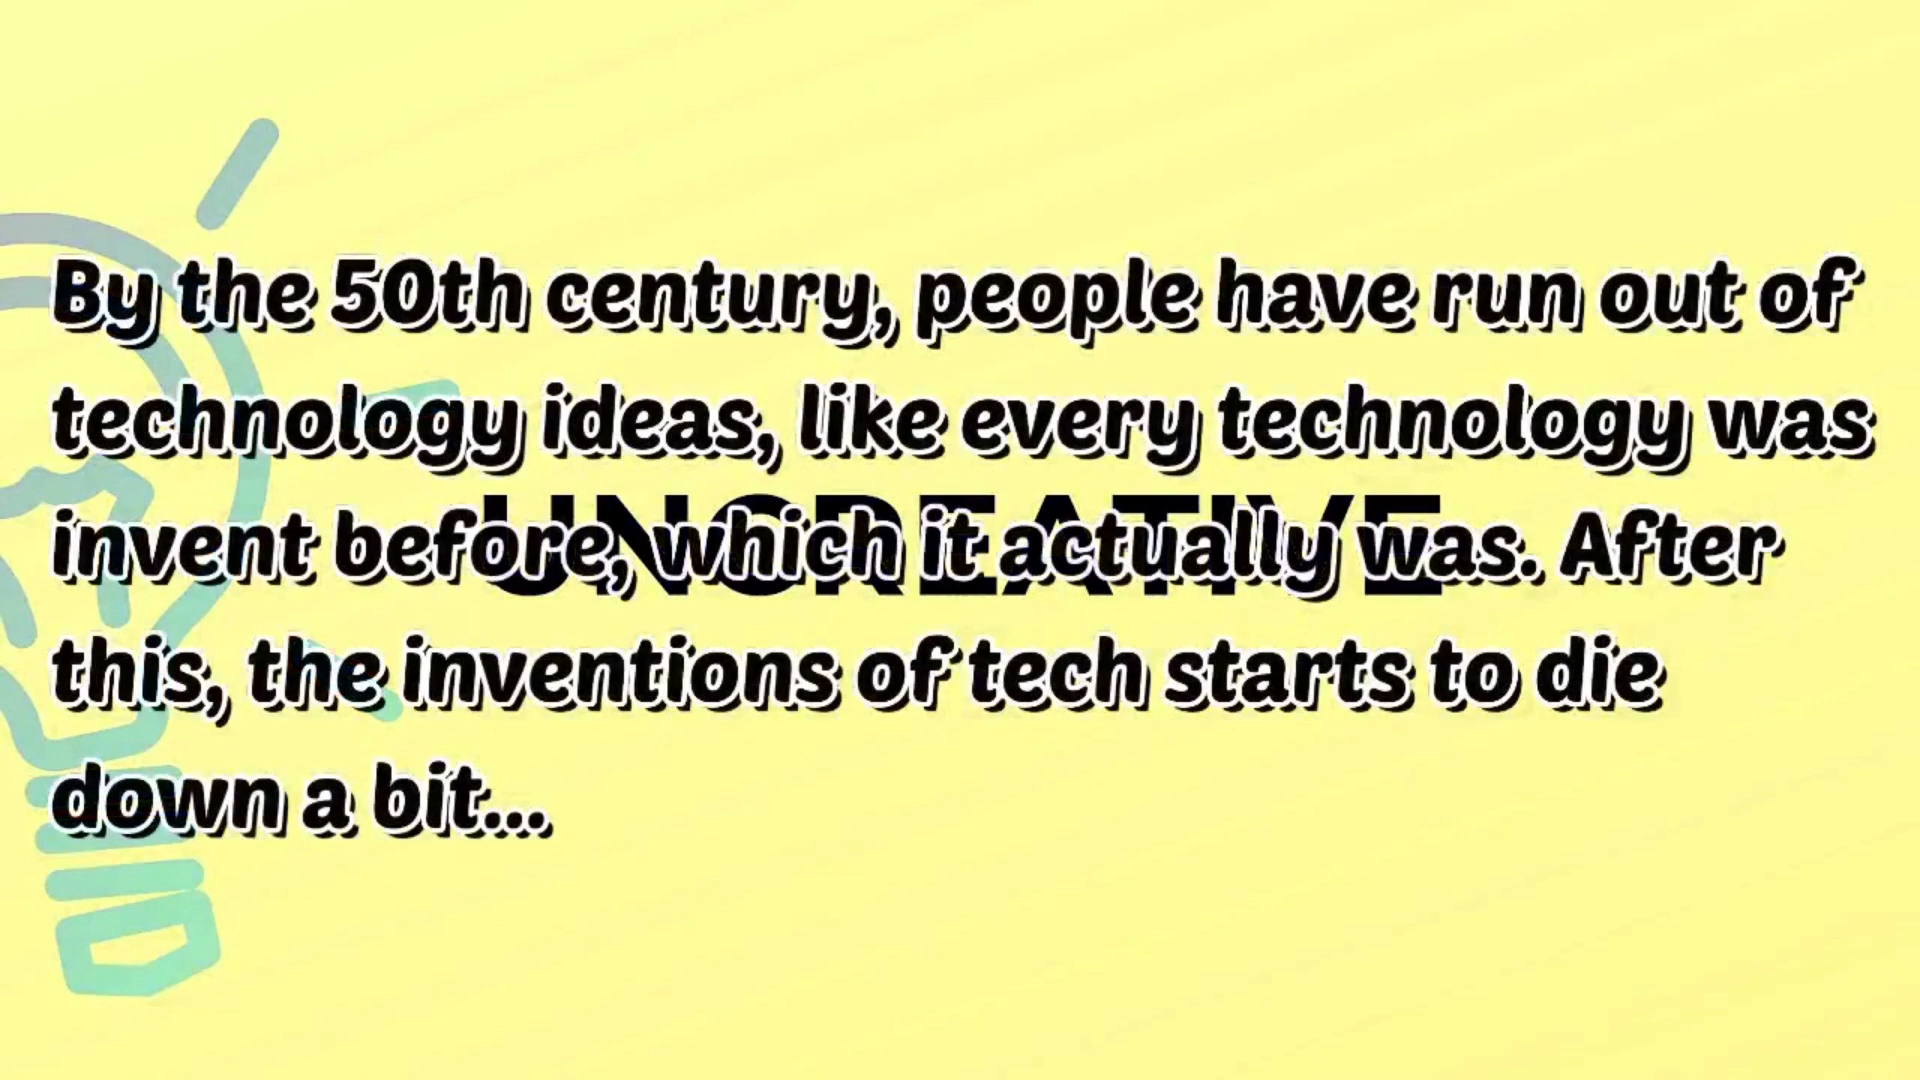 By the 50th century, people have run out of
technology ideas, like every technology was
UNCREATIVE
invent before, which it actually was. After
this, the inventions of tech starts to die
down a bit...